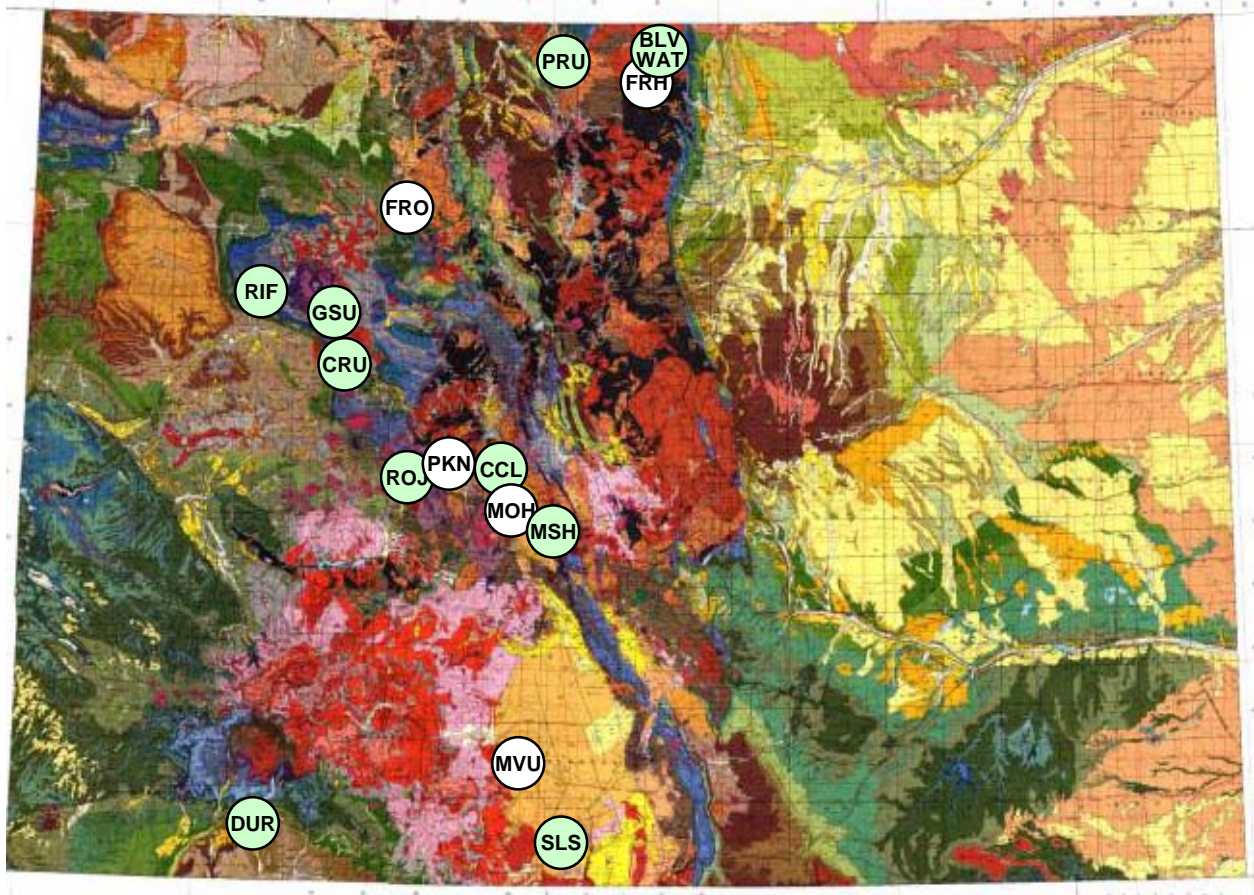 BLV
PRU
WAT
FRH
FRO
RIF
GSU
CRU
ROJ
PKN
CCL
MOH
MSH
MVU
DUR
SLS